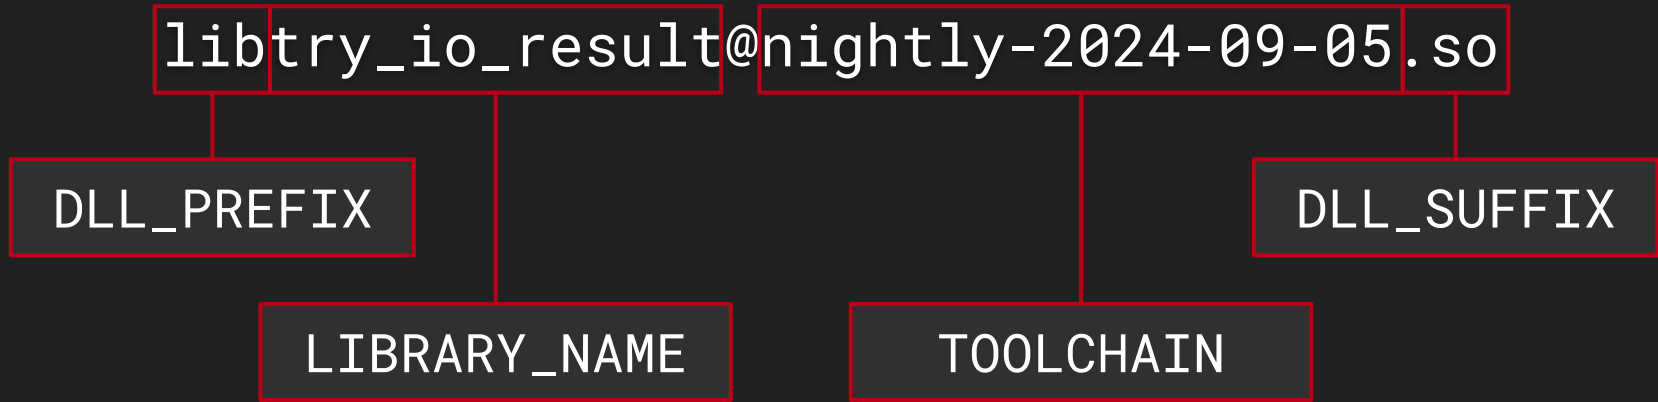 libtry_io_result@nightly-2024-09-05.so
DLL_PREFIX
DLL_SUFFIX
LIBRARY_NAME
TOOLCHAIN